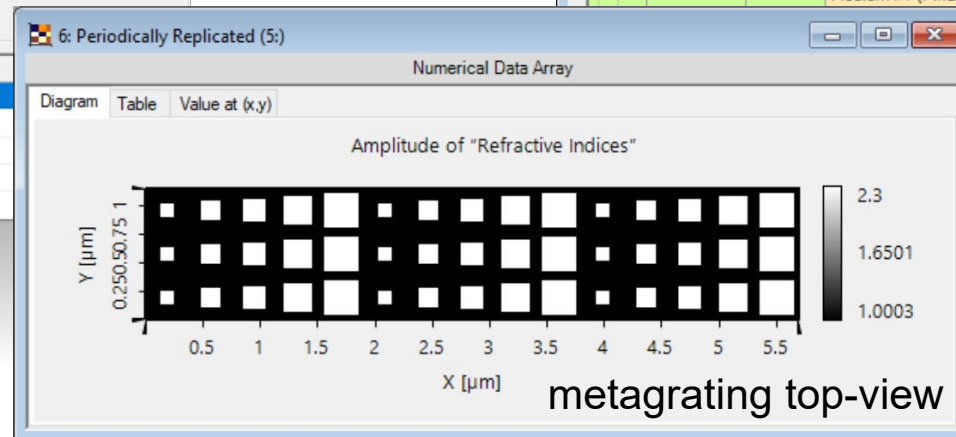 6: Periodically Replicated (5:)
Numerical Data Array
Diagram Table Value at (x,y)
Amplitude of "Refractive Indices"
Y [µm]
0.25 0.5 0.75 1
2.3
1.6501
1.0003
0.5 1 1.5 2 2.5 3 3.5 4 4.5 5 5.5
X [µm]
metagrating top-view